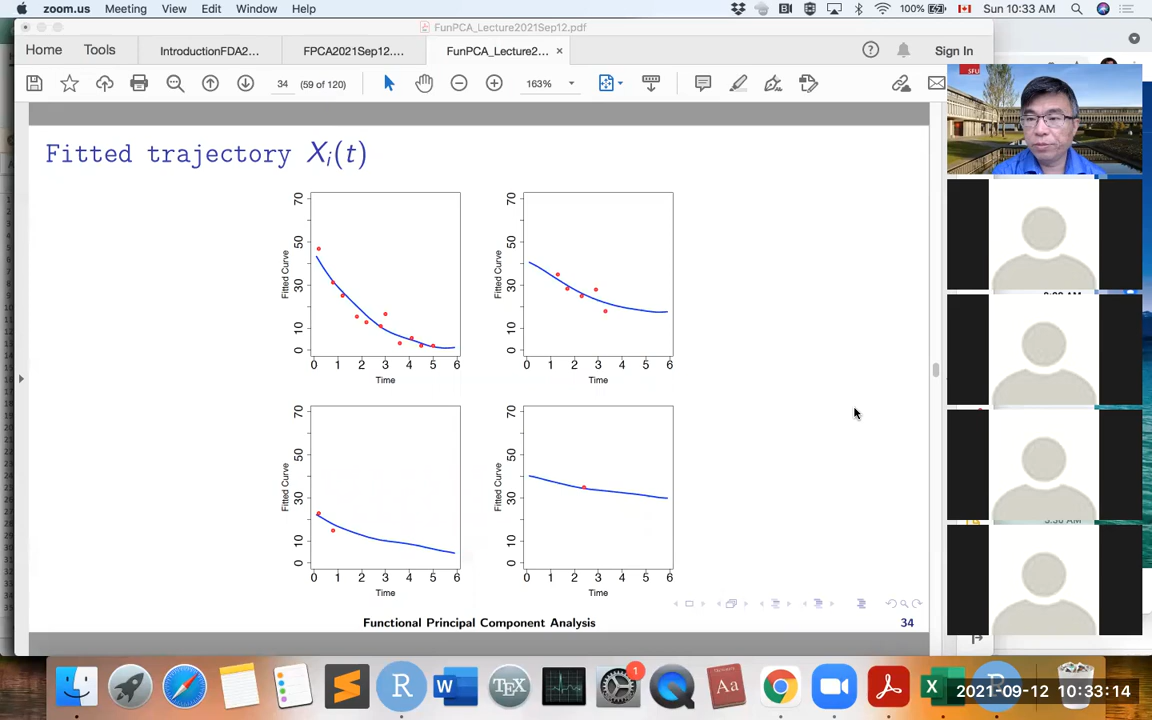 zoom.us Meeting View Edit Window Help
100% Sun 10:33 AM
FunPCA_Lecture2021Sep12.pdf
Home Tools IntroductionFDA2... FPCA2021Sep12.... FunPCA_Lecture2... × Sign In
34 (59 of 120) 163%
SFU
Fitted trajectory Xᵢ(t)
70
50
30
10
0
Fitted Curve
0 1 2 3 4 5 6
Time
70
50
30
10
0
Fitted Curve
0 1 2 3 4 5 6
Time
70
50
30
10
0
Fitted Curve
0 1 2 3 4 5 6
Time
70
50
30
10
0
Fitted Curve
0 1 2 3 4 5 6
Time
Functional Principal Component Analysis 34
R W TEX 1 Aa X
2021-09-12 10:33:14